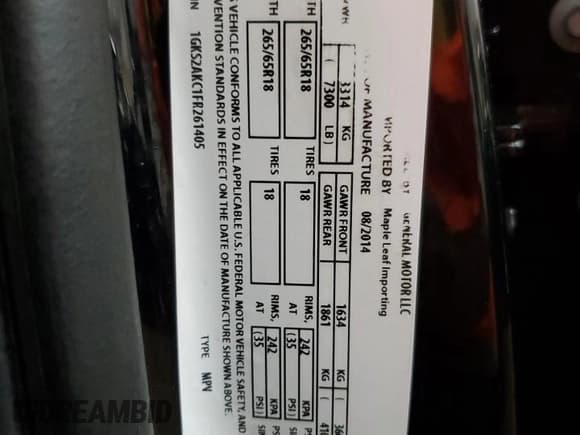 GENERAL MOTOR LLC
IMPORTED BY Maple Leaf Importing
OF MANUFACTURE 08/2014
3314 KG GAWR FRONT 1634 KG
( 7300 LB ) GAWR REAR 1861 KG (
TH 265/65R18 TIRES 18 RIMS, AT 242 KPA (35 PSI)
TH 265/65R18 TIRES 18 RIMS, AT 242 KPA (35 PSI)
VEHICLE CONFORMS TO ALL APPLICABLE U.S. FEDERAL MOTOR VEHICLE SAFETY, AND
VENTION STANDARDS IN EFFECT ON THE DATE OF MANUFACTURE SHOWN ABOVE.
IN 1GKS2AKC1FR261405 TYPE MPV